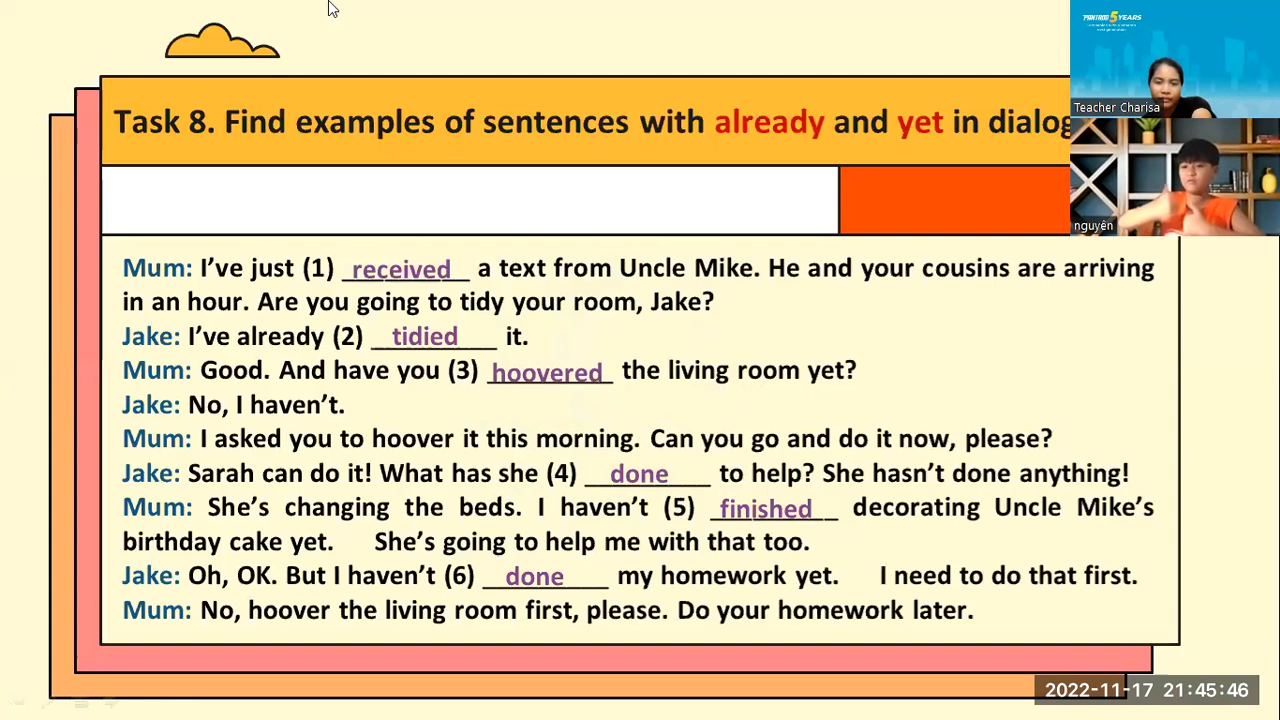 Task 8. Find examples of sentences with already and yet in dialog
Mum: I’ve just (1) received a text from Uncle Mike. He and your cousins are arriving
in an hour. Are you going to tidy your room, Jake?
Jake: I’ve already (2) tidied it.
Mum: Good. And have you (3) hoovered the living room yet?
Jake: No, I haven’t.
Mum: I asked you to hoover it this morning. Can you go and do it now, please?
Jake: Sarah can do it! What has she (4) done to help? She hasn’t done anything!
Mum: She’s changing the beds. I haven’t (5) finished decorating Uncle Mike’s
birthday cake yet. She’s going to help me with that too.
Jake: Oh, OK. But I haven’t (6) done my homework yet. I need to do that first.
Mum: No, hoover the living room first, please. Do your homework later.
5 YEARS
Teacher Charisa
nguyên
2022-11-17 21:45:46